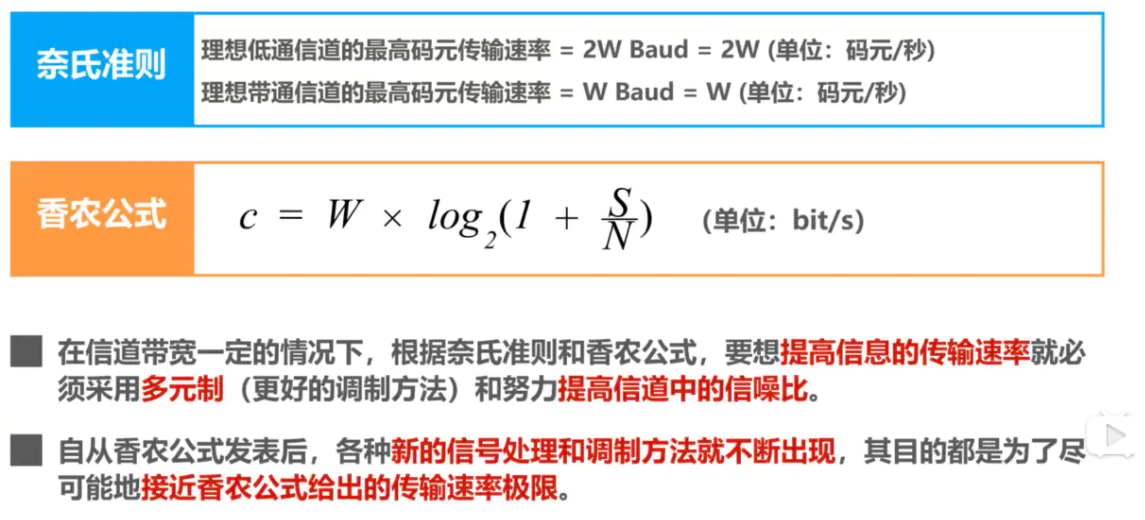 奈氏准则
理想低通信道的最高码元传输速率 = 2W Baud = 2W (单位：码元/秒)
理想带通信道的最高码元传输速率 = W Baud = W (单位：码元/秒)
香农公式
c = W × log₂(1 + S/N) (单位：bit/s)
在信道带宽一定的情况下，根据奈氏准则和香农公式，要想提高信息的传输速率就必
须采用多元制（更好的调制方法）和努力提高信道中的信噪比。
自从香农公式发表后，各种新的信号处理和调制方法就不断出现，其目的都是为了尽
可能地接近香农公式给出的传输速率极限。